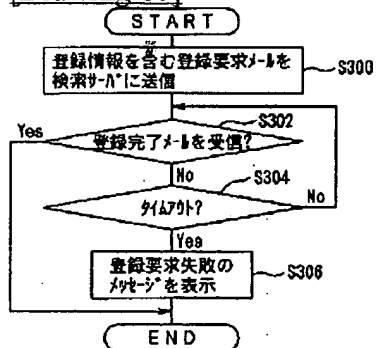 START
登録情報を含む登録要求ﾒｰﾙを
検索ｻｰﾊﾞに送信
S300
S302
Yes
登録完了ﾒｰﾙを受信?
No
S304
No
ﾀｲﾑｱｳﾄ?
Yes
登録要求失敗の
ﾒｯｾｰｼﾞを表示
S306
END